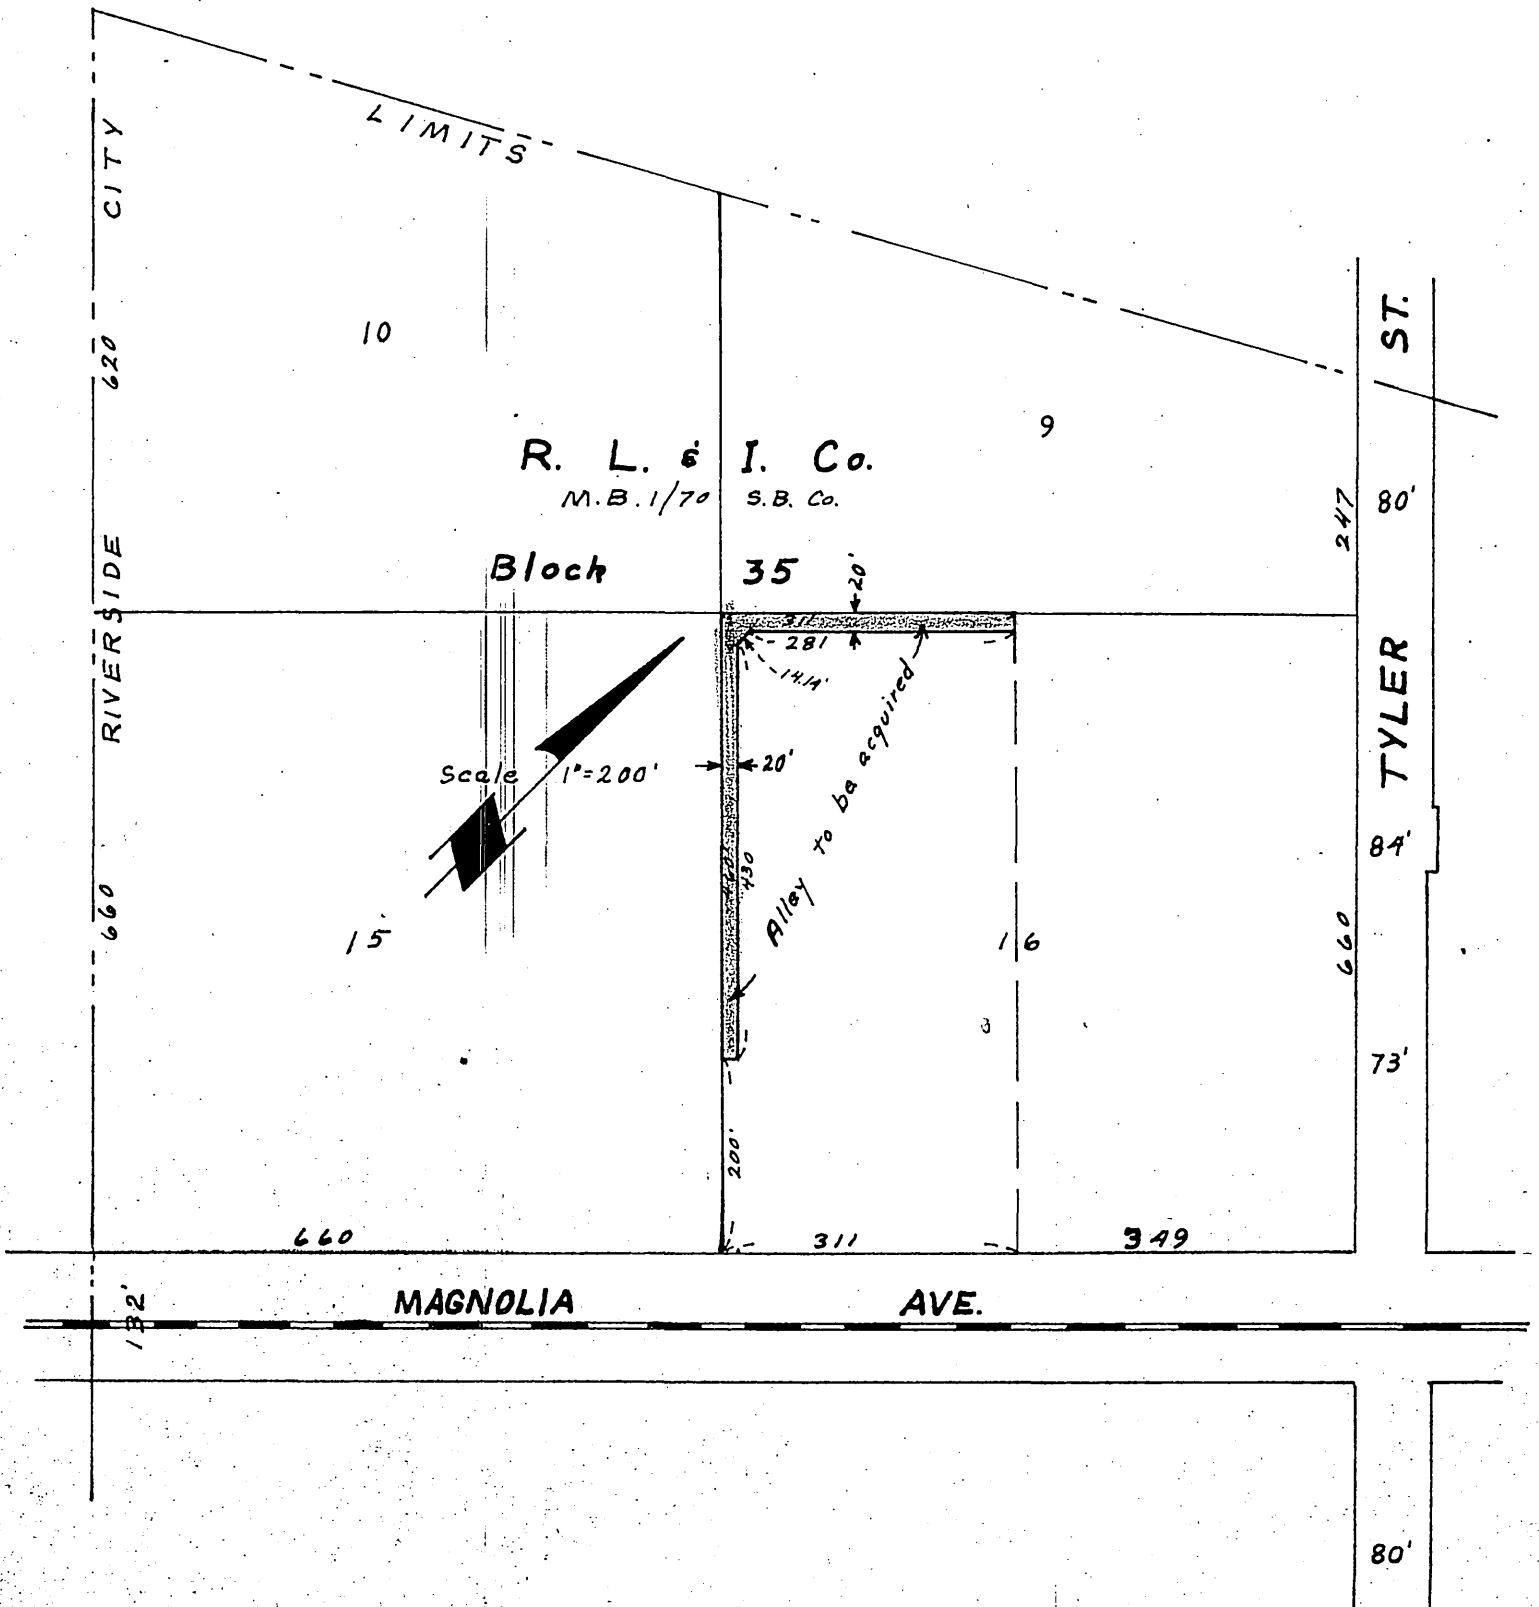 LIMITS
CITY
620
10
ST.
9
R. L. & I. Co.
M.B. 1/70 S.B. Co.
247
80'
RIVERSIDE
Block 35
20'
311
281
14.14'
TYLER
Scale 1"=200'
20'
Alley to be acquired
84'
460
430
660
15
16
660
73'
200'
660
311
349
132'
MAGNOLIA AVE.
80'